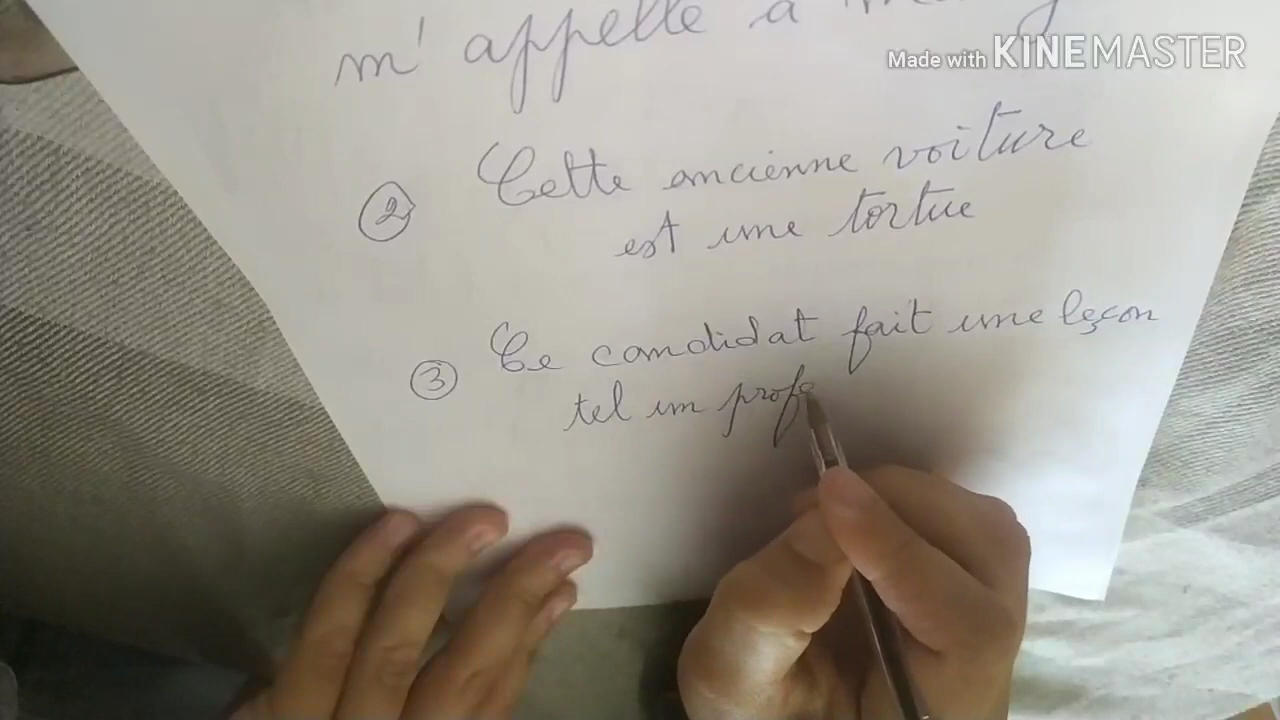 m' appelle à
Made with KINEMASTER
② Cette ancienne voiture
est une tortue
③ Ce candidat fait une leçon
tel un profe